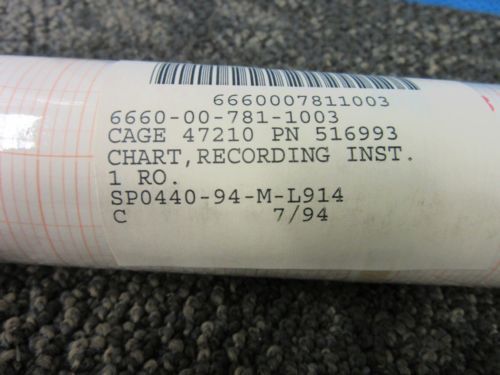 6660007811003
6660-00-781-1003
CAGE 47210 PN 516993
CHART,RECORDING INST.
1 RO.
SP0440-94-M-L914
C 7/94